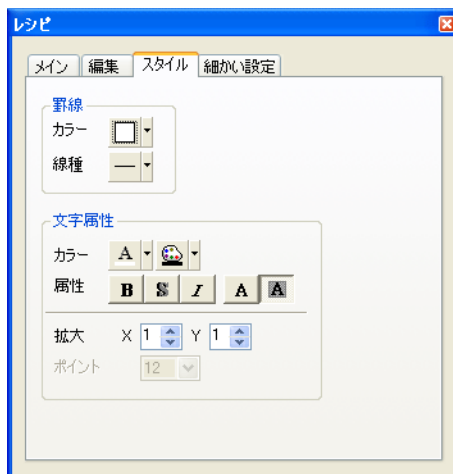 レシピ
メイン 編集 スタイル 細かい設定
罫線
カラー
線種
文字属性
カラー A
属性 B S I A A
拡大 X 1 Y 1
ポイント 12